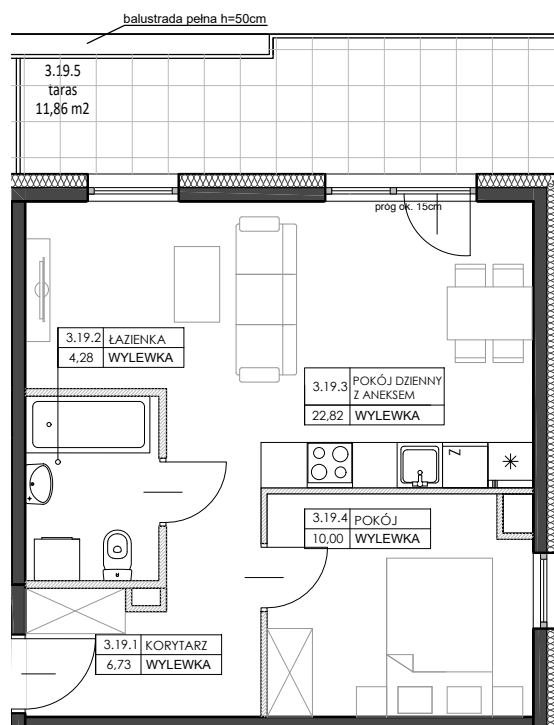 balustrada pełna h=50cm
3.19.5
taras
11,86 m2
próg ok. 15cm
3.19.2 ŁAZIENKA
4,28 WYLEWKA
3.19.3 POKÓJ DZIENNY
Z ANEKSEM
22,82 WYLEWKA
Z
3.19.4 POKÓJ
10,00 WYLEWKA
3.19.1 KORYTARZ
6,73 WYLEWKA